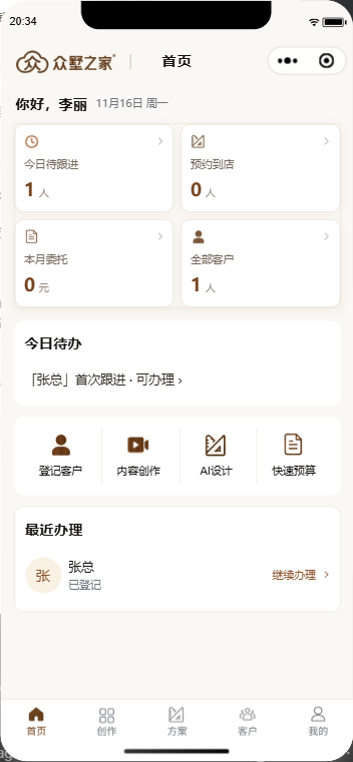 20:34
众墅之家
首页
你好，李丽 11月16日 周一
今日待跟进
1 人
预约到店
0 人
本月委托
0 元
全部客户
1 人
今日待办
「张总」首次跟进 · 可办理 ›
登记客户
内容创作
AI设计
快速预算
最近办理
张
张总
已登记
继续办理
首页
创作
方案
客户
我的